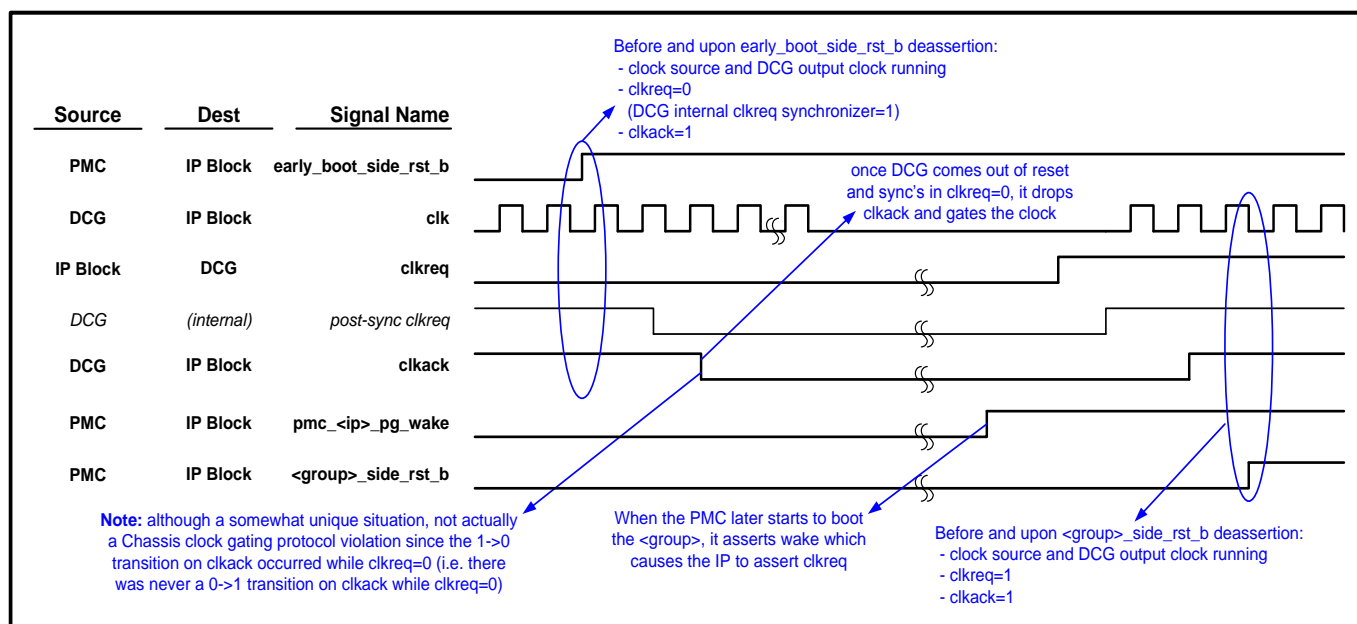 Before and upon early_boot_side_rst_b deassertion:
- clock source and DCG output clock running
- clkreq=0
(DCG internal clkreq synchronizer=1)
- clkack=1
Source Dest Signal Name
PMC IP Block early_boot_side_rst_b
once DCG comes out of reset
and sync's in clkreq=0, it drops
clkack and gates the clock
DCG IP Block clk
IP Block DCG clkreq
DCG (internal) post-sync clkreq
DCG IP Block clkack
PMC IP Block pmc_<ip>_pg_wake
PMC IP Block <group>_side_rst_b
Note: although a somewhat unique situation, not actually
a Chassis clock gating protocol violation since the 1->0
transition on clkack occurred while clkreq=0 (i.e. there
was never a 0->1 transition on clkack while clkreq=0)
When the PMC later starts to boot
the <group>, it asserts wake which
causes the IP to assert clkreq
Before and upon <group>_side_rst_b deassertion:
- clock source and DCG output clock running
- clkreq=1
- clkack=1